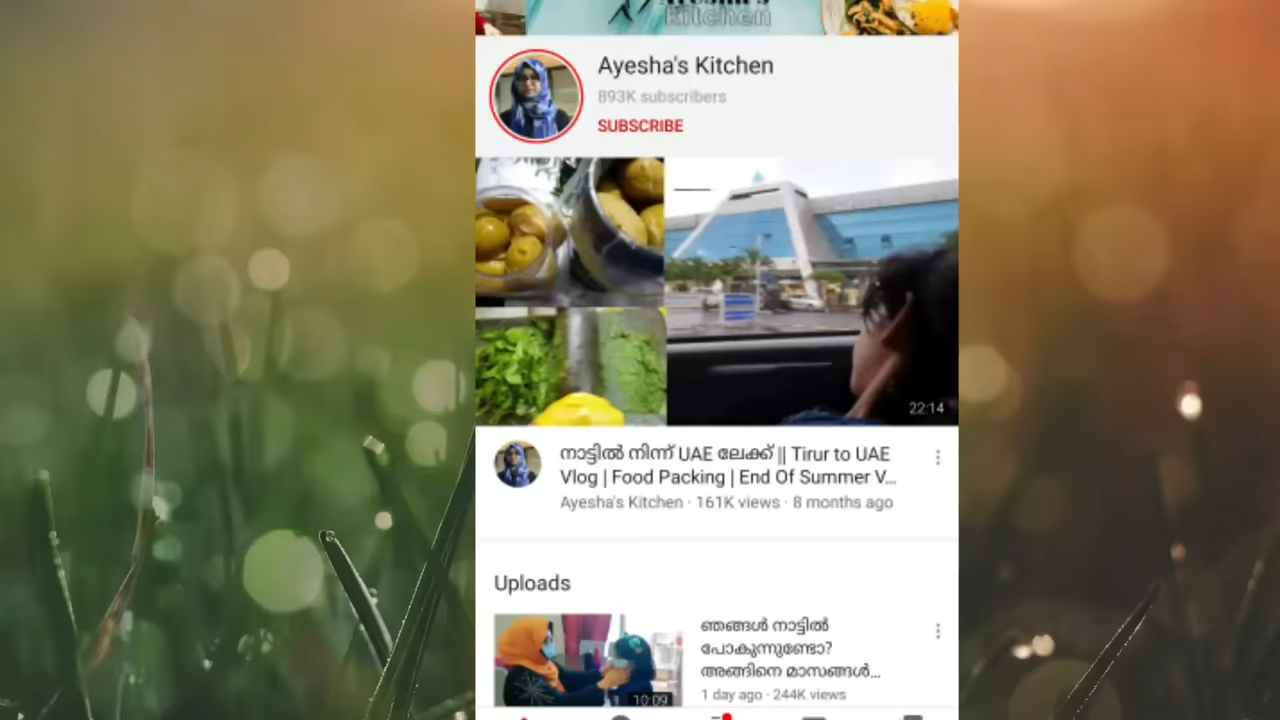 Kitchen
Ayesha's Kitchen
893K subscribers
SUBSCRIBE
22:14
നാട്ടിൽ നിന്ന് UAE ലേക്ക് || Tirur to UAE
Vlog | Food Packing | End Of Summer V...
Ayesha's Kitchen · 161K views · 8 months ago
Uploads
ഞങ്ങൾ നാട്ടിൽ
പോകുന്നുണ്ടോ?
അങ്ങിനെ മാസങ്ങൾ...
1 day ago · 244K views
10:09